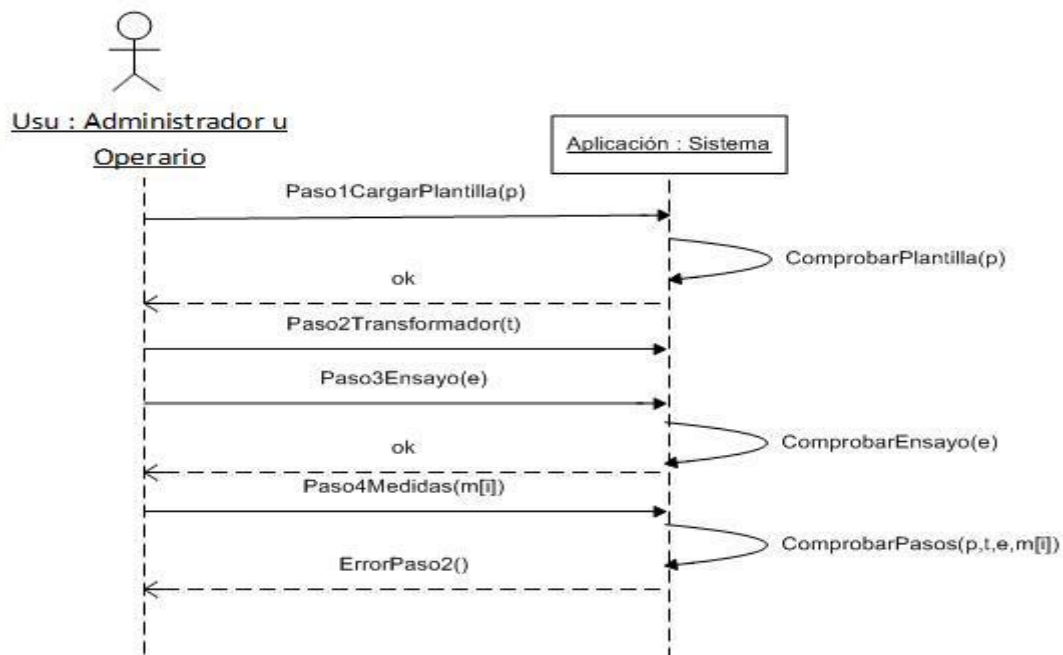 Usu : Administrador u
Operario
Aplicación : Sistema
Paso1CargarPlantilla(p)
ComprobarPlantilla(p)
ok
Paso2Transformador(t)
Paso3Ensayo(e)
ComprobarEnsayo(e)
ok
Paso4Medidas(m[i])
ComprobarPasos(p,t,e,m[i])
ErrorPaso2()